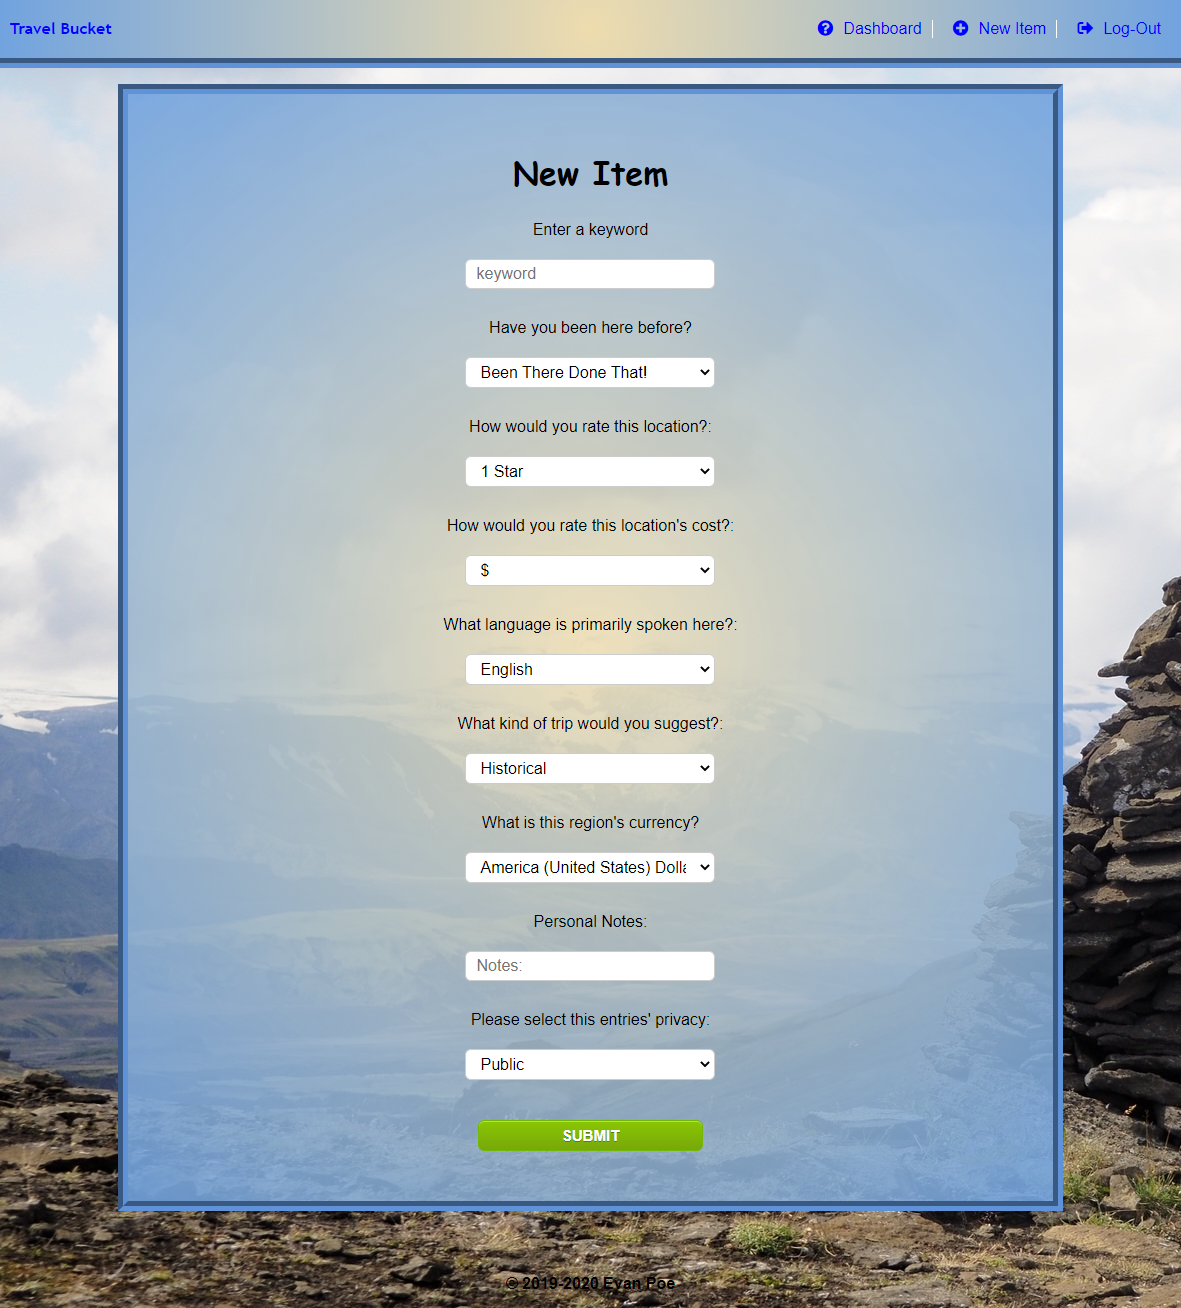 Travel Bucket
Dashboard
New Item
Log-Out
New Item
Enter a keyword
keyword
Have you been here before?
Been There Done That!
How would you rate this location?:
1 Star
How would you rate this location's cost?:
$
What language is primarily spoken here?:
English
What kind of trip would you suggest?:
Historical
What is this region's currency?
America (United States) Dolla
Personal Notes:
Notes:
Please select this entries' privacy:
Public
SUBMIT
© 2019-2020 Evan Poe